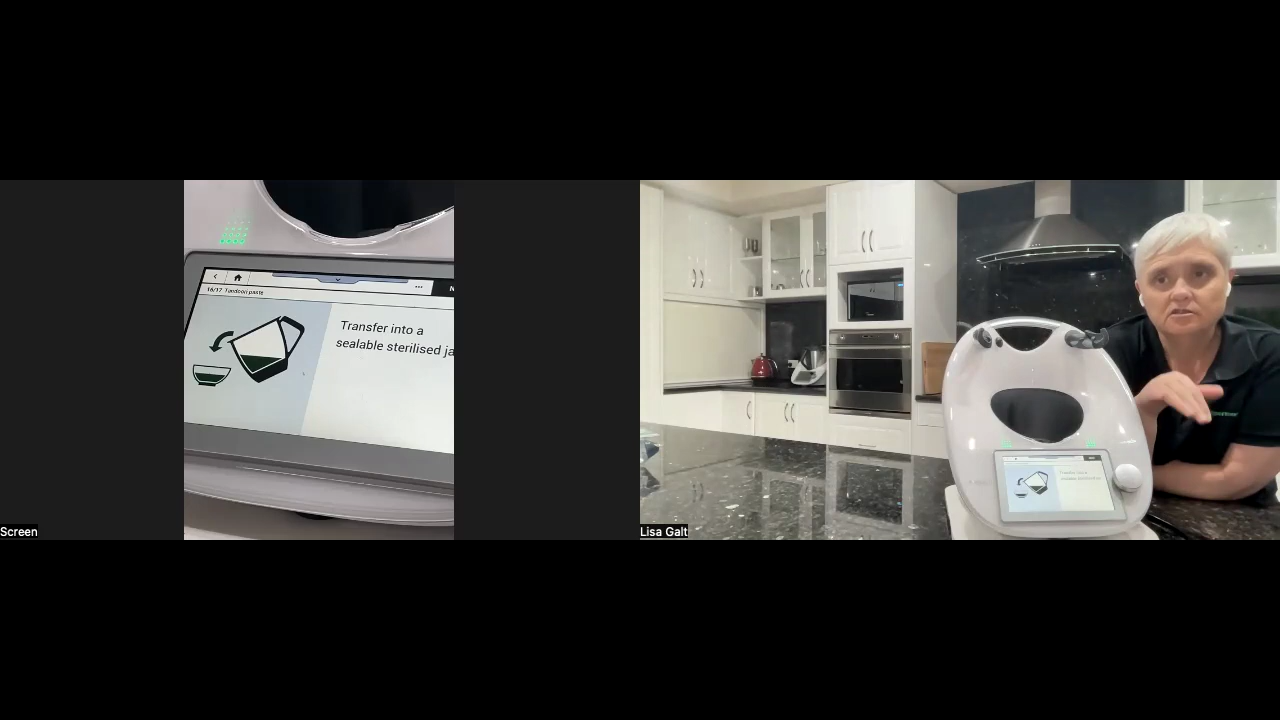 16/17 Tandoori paste
Transfer into a
sealable sterilised ja
Screen
Lisa Galt